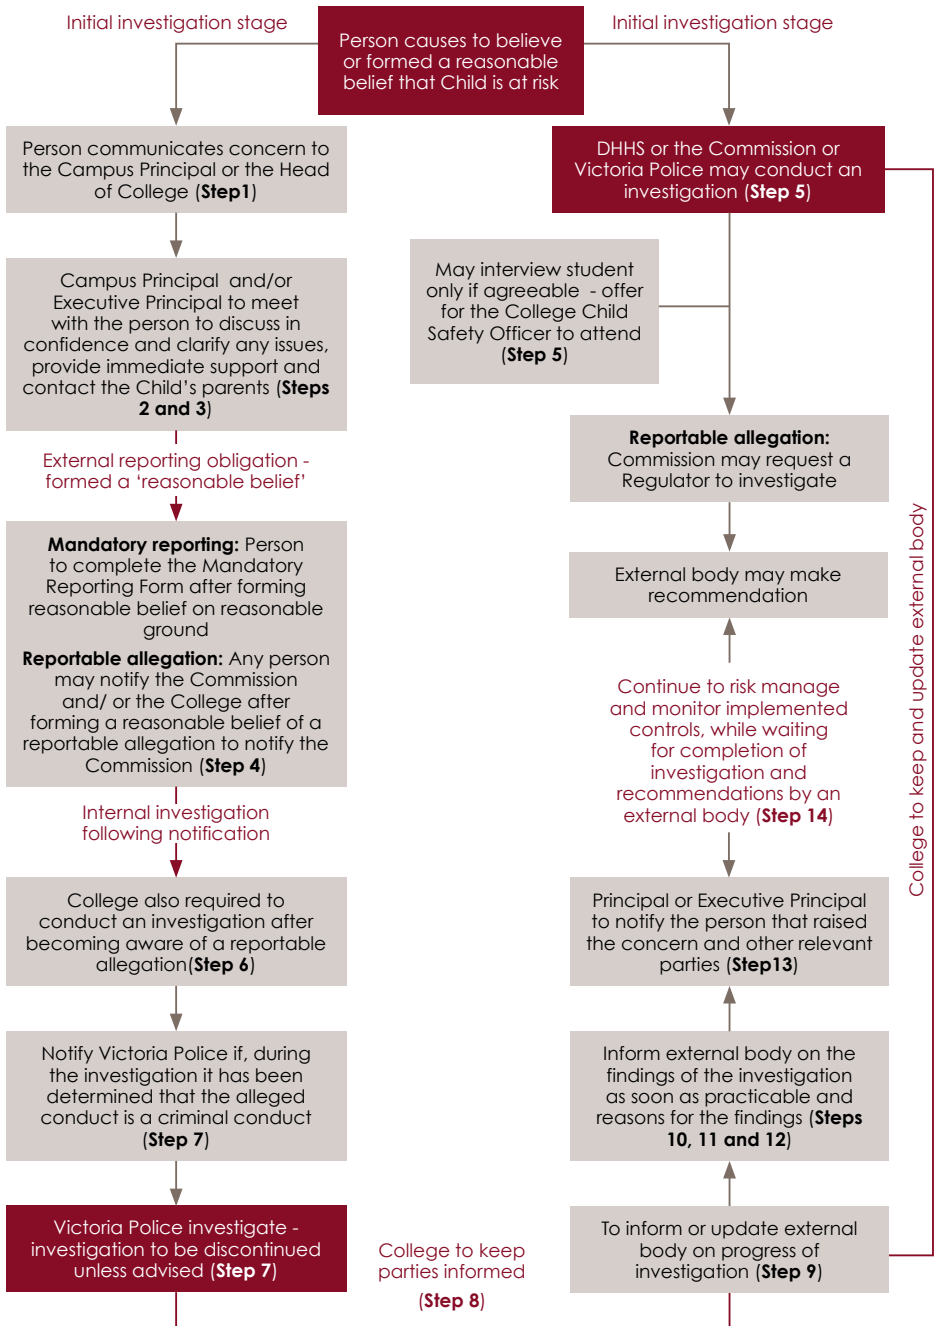 Initial investigation stage
Initial investigation stage
Person causes to believe
or formed a reasonable
belief that Child is at risk
Person communicates concern to
the Campus Principal or the Head
of College (Step1)
Campus Principal  and/or
Executive Principal to meet
with the person to discuss in
confidence and clarify any issues,
provide immediate support and
contact the Child's parents (Steps
2 and 3)
External reporting obligation -
formed a 'reasonable belief'
Mandatory reporting: Person
to complete the Mandatory
Reporting Form after forming
reasonable belief on reasonable
ground
Reportable allegation: Any person
may notify the Commission
and/ or the College after
forming a reasonable belief of a
reportable allegation to notify the
Commission (Step 4)
Internal investigation
following notification
College also required to
conduct an investigation after
becoming aware of a reportable
allegation(Step 6)
Notify Victoria Police if, during
the investigation it has been
determined that the alleged
conduct is a criminal conduct
(Step 7)
Victoria Police investigate -
investigation to be discontinued
unless advised (Step 7)
College to keep
parties informed
(Step 8)
DHHS or the Commission or
Victoria Police may conduct an
investigation (Step 5)
May interview student
only if agreeable  - offer
for the College Child
Safety Officer to attend
(Step 5)
Reportable allegation:
Commission may request a
Regulator to investigate
External body may make
recommendation
Continue to risk manage
and monitor implemented
controls, while waiting
for completion of
investigation and
recommendations by an
external body (Step 14)
Principal or Executive Principal
to notify the person that raised
the concern and other relevant
parties (Step13)
Inform external body on the
findings of the investigation
as soon as practicable and
reasons for the findings (Steps
10, 11 and 12)
To inform or update external
body on progress of
investigation (Step 9)
College to keep and update external body